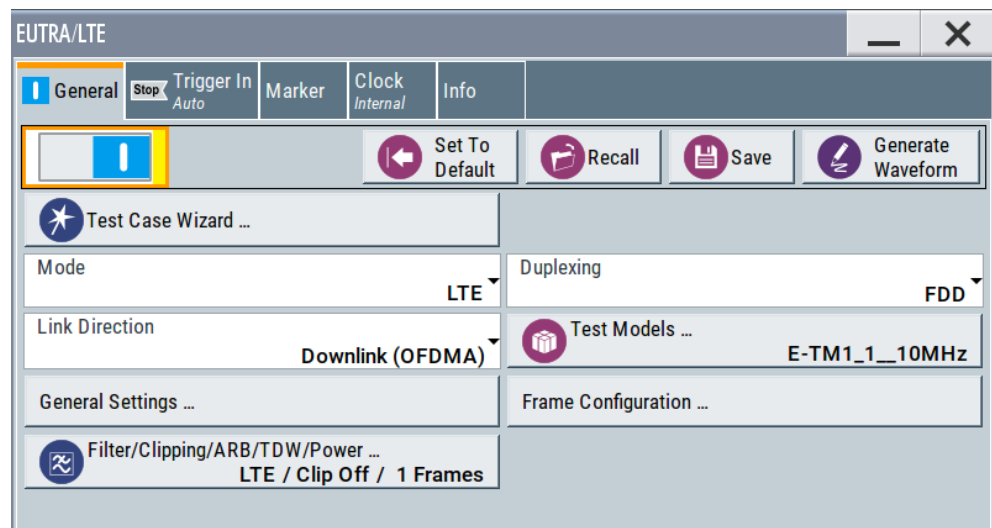 EUTRA/LTE
General
Stop Trigger In
Auto
Marker
Clock
Internal
Info
Set To
Default
Recall
Save
Generate
Waveform
Test Case Wizard ...
Mode
LTE
Duplexing
FDD
Link Direction
Downlink (OFDMA)
Test Models ...
E-TM1_1__10MHz
General Settings ...
Frame Configuration ...
Filter/Clipping/ARB/TDW/Power ...
LTE / Clip Off / 1 Frames